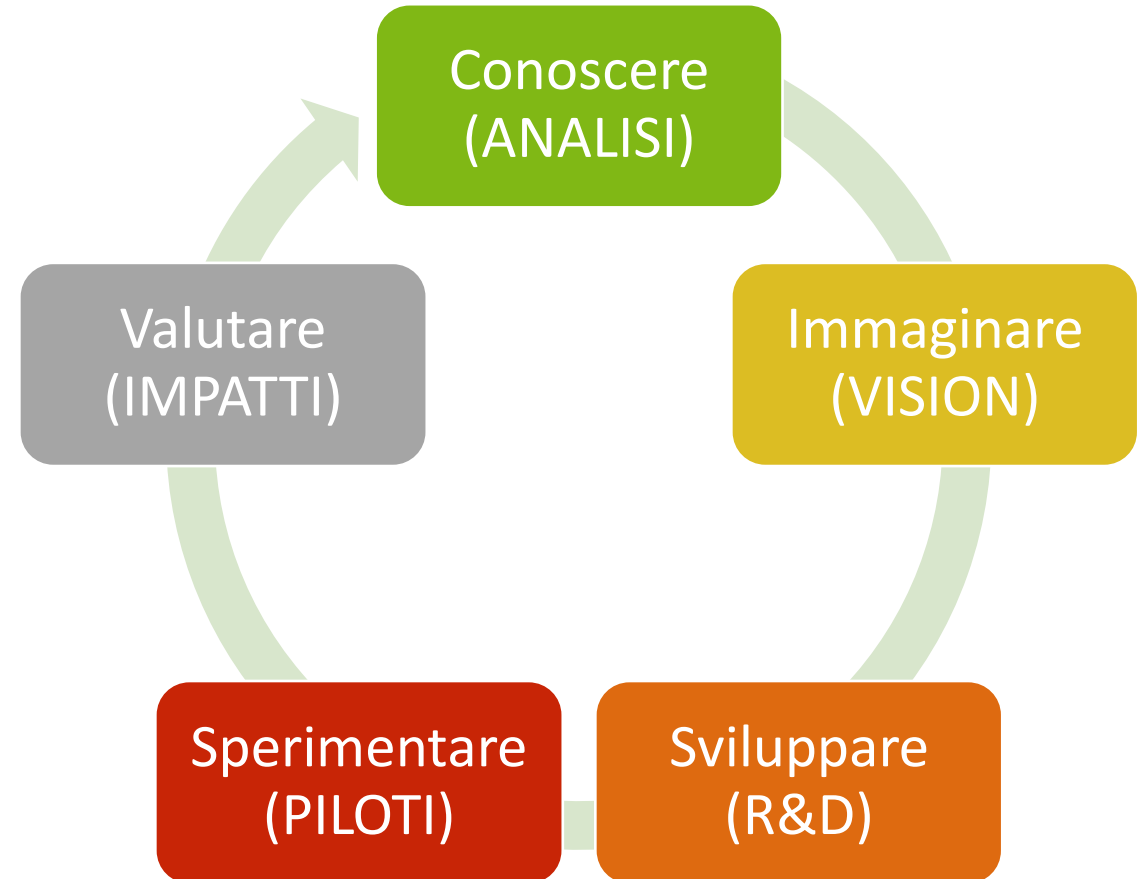 Conoscere
(ANALISI)
Immaginare
(VISION)
Sviluppare
(R&D)
Sperimentare
(PILOTI)
Valutare
(IMPATTI)